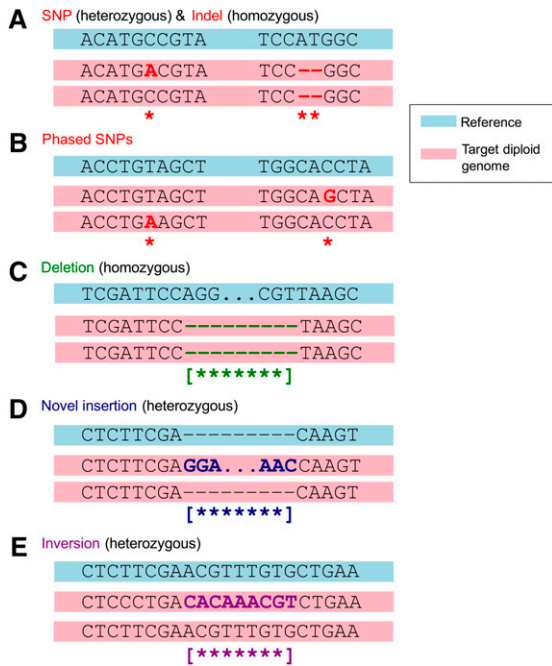 A SNP (heterozygous) & Indel (homozygous)
ACATGCCGTA TCCATGGC
ACATGACGTA TCC--GGC
ACATGCCGTA TCC--GGC
* **
B Phased SNPs
ACCTGTAGCT TGGCACCTA
ACCTGTAGCT TGGCAGCTA
ACCTGAAGCT TGGCACCTA
* *
Reference
Target diploid
genome
C Deletion (homozygous)
TCGATTCCAGG...CGTTAAGC
TCGATTCC---------TAAGC
TCGATTCC---------TAAGC
[*******]
D Novel insertion (heterozygous)
CTCTTCGA---------CAAGT
CTCTTCGAGGA...AACCAAGT
CTCTTCGA---------CAAGT
[*******]
E Inversion (heterozygous)
CTCTTCGAACGTTTGTGCTGAA
CTCCCTGACACAAACGTCTGAA
CTCTTCGAACGTTTGTGCTGAA
[*******]